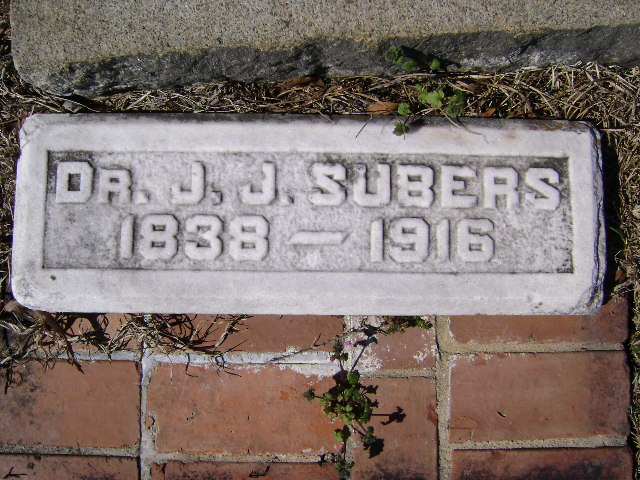 DR. J. J. SUBERS
1838 — 1916